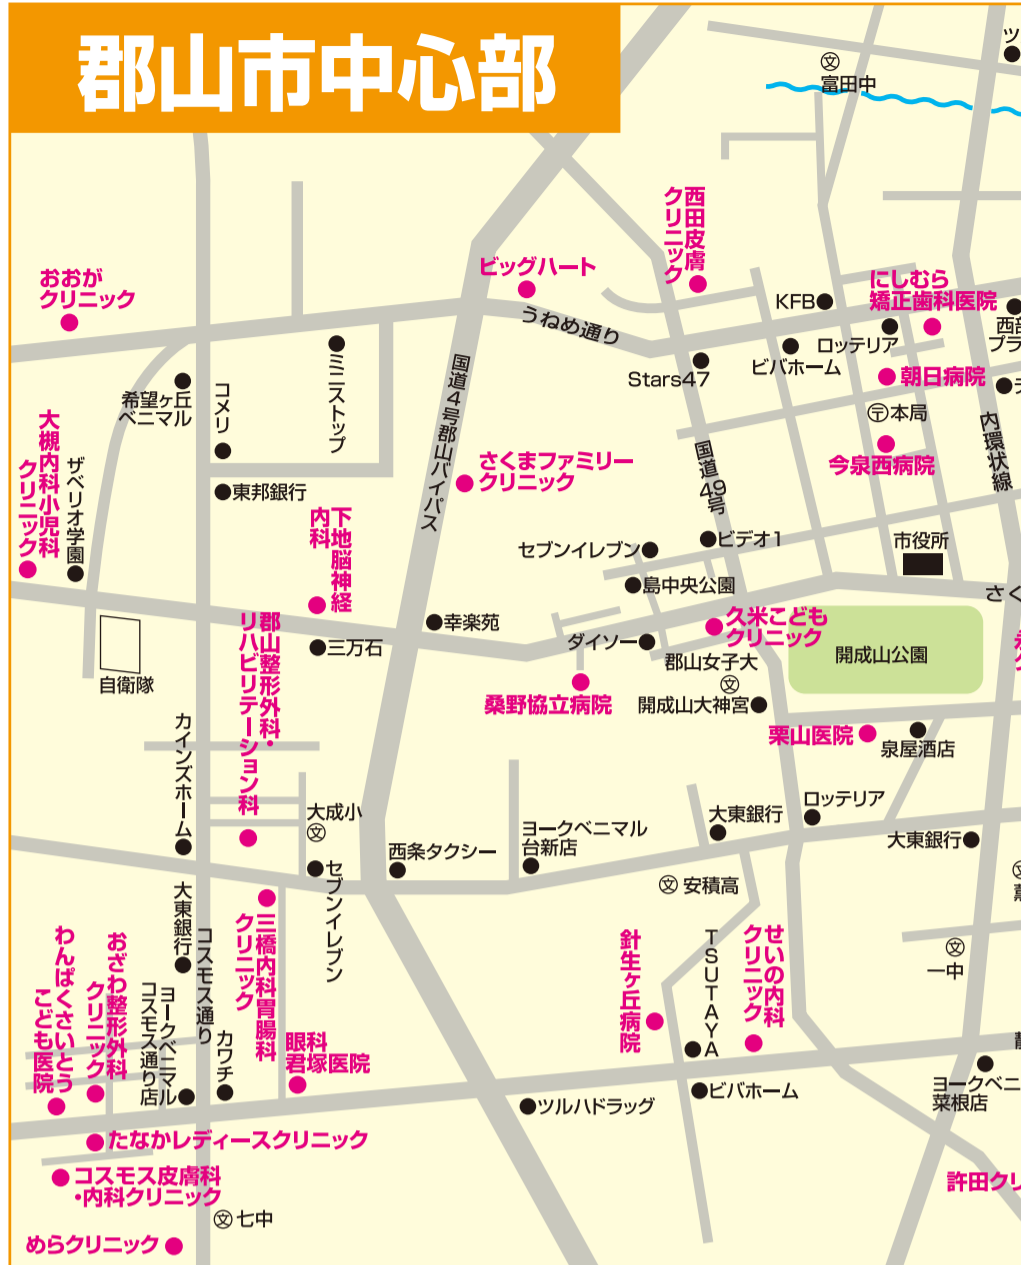 郡山市中心部
ツ
富田中
西田皮膚
クリニック
おおが
クリニック
ビッグハート
うねめ通り
KFB
にしむら
矯正歯科医院
ロッテリア
西部
プラ
ビバホーム
Stars47
朝日病院
本局
今泉西病院
内環状線
ミニストップ
希望ヶ丘
ベニマル
コメリ
国道4号郡山バイパス
国道49号
大槻内科小児科
クリニック
ザベリオ学園
東邦銀行
さくまファミリー
クリニック
下地脳神経
内科
セブンイレブン
ビデオ1
市役所
島中央公園
さく
幸楽苑
三万石
ダイソー
久米こども
クリニック
郡山女子大
開成山公園
自衛隊
郡山整形外科・
リハビリテーション科
桑野協立病院
開成山大神宮
栗山医院
泉屋酒店
カインズホーム
大成小
西条タクシー
ヨークベニマル
台新店
大東銀行
ロッテリア
大東銀行
セブンイレブン
安積高
大東銀行
コスモス通り
三橋内科胃腸科
クリニック
わんぱくさいとう
こども医院
おざわ整形外科
クリニック
ヨークベニマル
コスモス通り店
カワチ
眼科
君塚医院
針生ヶ丘病院
TSUTAYA
せいの内科
クリニック
一中
ツルハドラッグ
ビバホーム
ヨークベニ
菜根店
たなかレディースクリニック
コスモス皮膚科
・内科クリニック
許田クリ
七中
めらクリニック